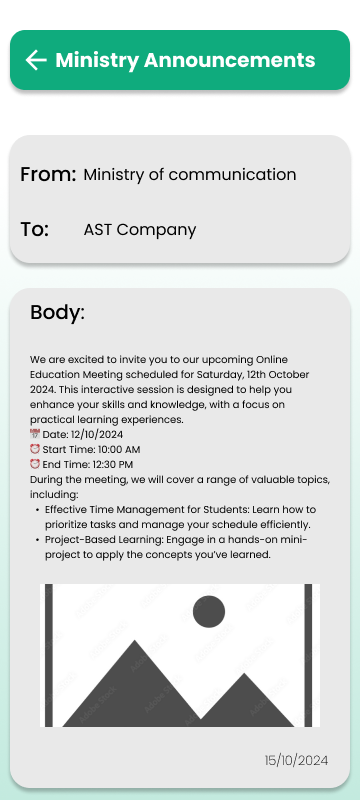 Ministry Announcements
From: Ministry of communication
To: AST Company
Body:
We are excited to invite you to our upcoming Online
Education Meeting scheduled for Saturday, 12th October
2024. This interactive session is designed to help you
enhance your skills and knowledge, with a focus on
practical learning experiences.
📅 Date: 12/10/2024
⏰ Start Time: 10:00 AM
⏰ End Time: 12:30 PM
During the meeting, we will cover a range of valuable topics,
including:
• Effective Time Management for Students: Learn how to
prioritize tasks and manage your schedule efficiently.
• Project-Based Learning: Engage in a hands-on mini-
project to apply the concepts you’ve learned.
Adobe Stock
15/10/2024